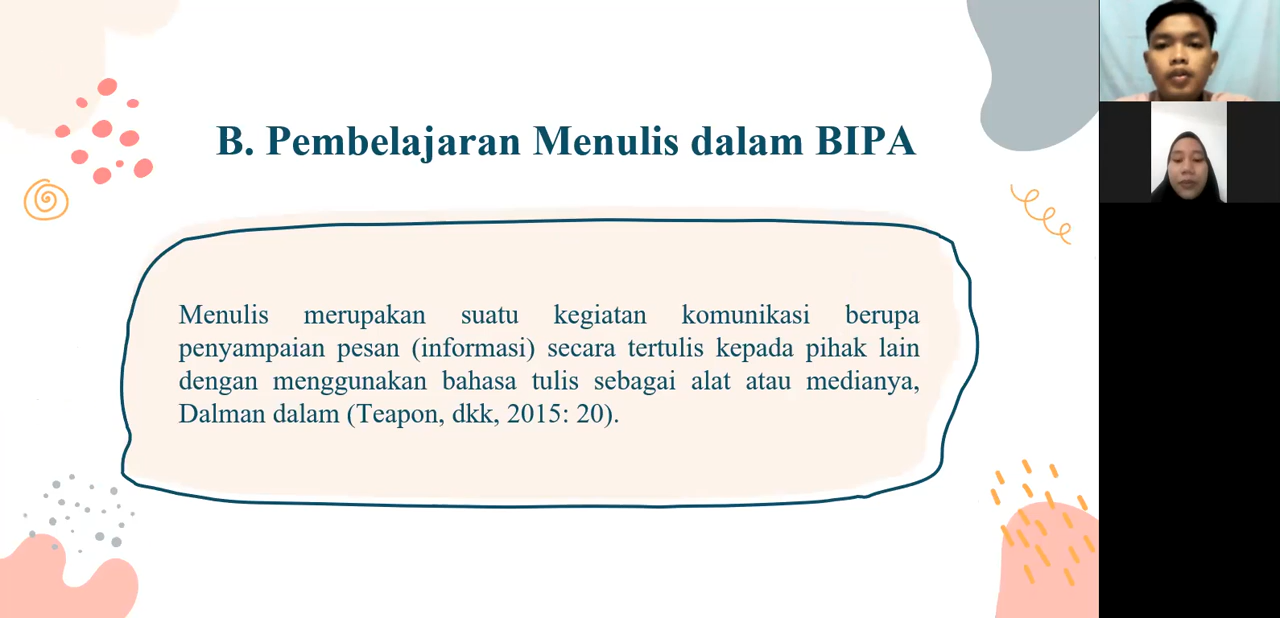 B. Pembelajaran Menulis dalam BIPA
Menulis merupakan suatu kegiatan komunikasi berupa
penyampaian pesan (informasi) secara tertulis kepada pihak lain
dengan menggunakan bahasa tulis sebagai alat atau medianya,
Dalman dalam (Teapon, dkk, 2015: 20).